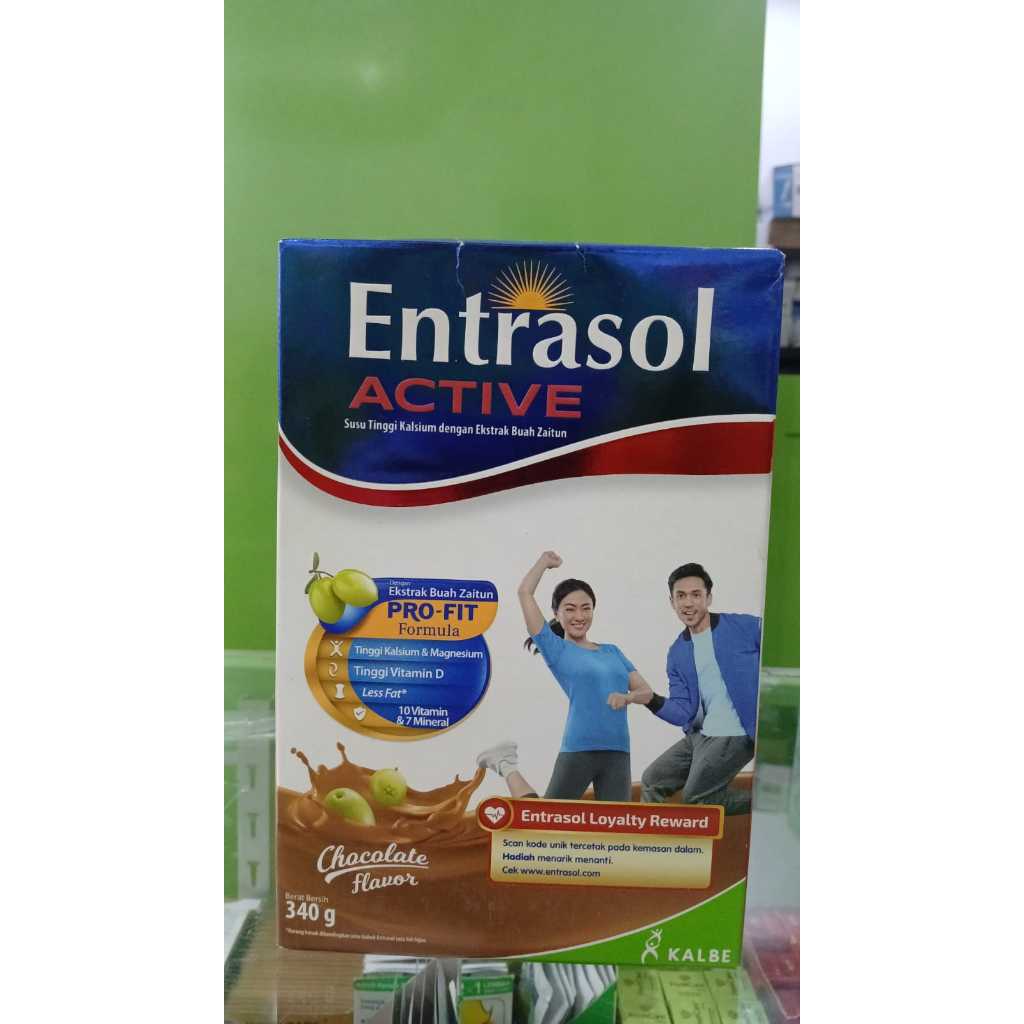 Entrasol
ACTIVE
Susu Tinggi Kalsium dengan Ekstrak Buah Zaitun
Dengan
Ekstrak Buah Zaitun
PRO-FIT
Formula
Tinggi Kalsium & Magnesium
Tinggi Vitamin D
Less Fat*
10 Vitamin
& 7 Mineral
Entrasol Loyalty Reward
Scan kode unik tercetak pada kemasan dalam.
Hadiah menarik menanti.
Cek www.entrasol.com
Chocolate
flavor
Berat Bersih
340 g
KALBE